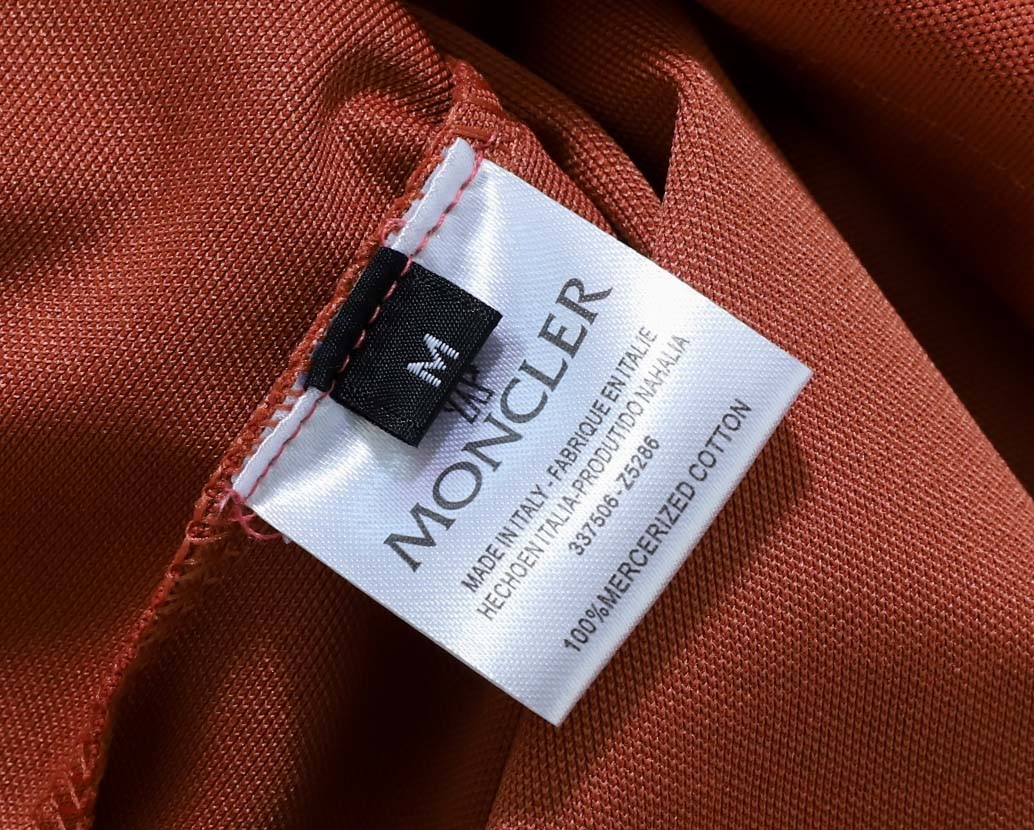 M
MONCLER
MADE IN ITALY - FABRIQUE EN ITALIE
HECHOEN ITALIA-PRODUTIDO NAHALIA
337506 - Z5286
100%MERCERIZED COTTON